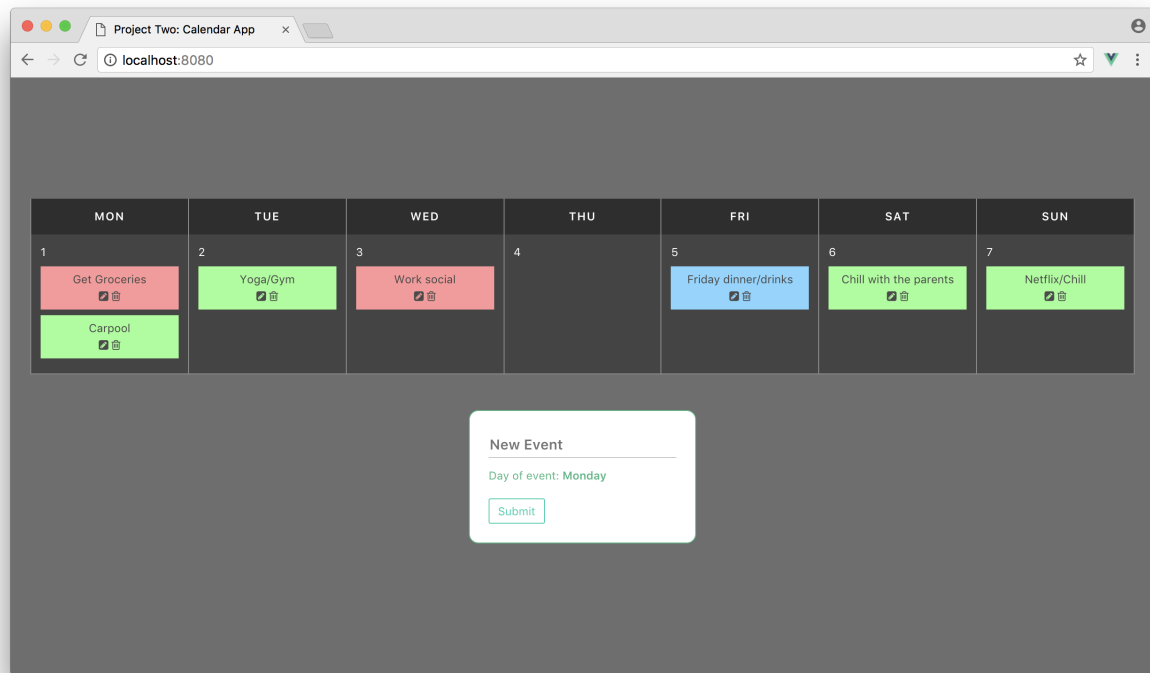 Project Two: Calendar App
localhost:8080
MON TUE WED THU FRI SAT SUN
1 2 3 4 5 6 7
Get Groceries Yoga/Gym Work social Friday dinner/drinks Chill with the parents Netflix/Chill
Carpool
New Event
Day of event: Monday
Submit